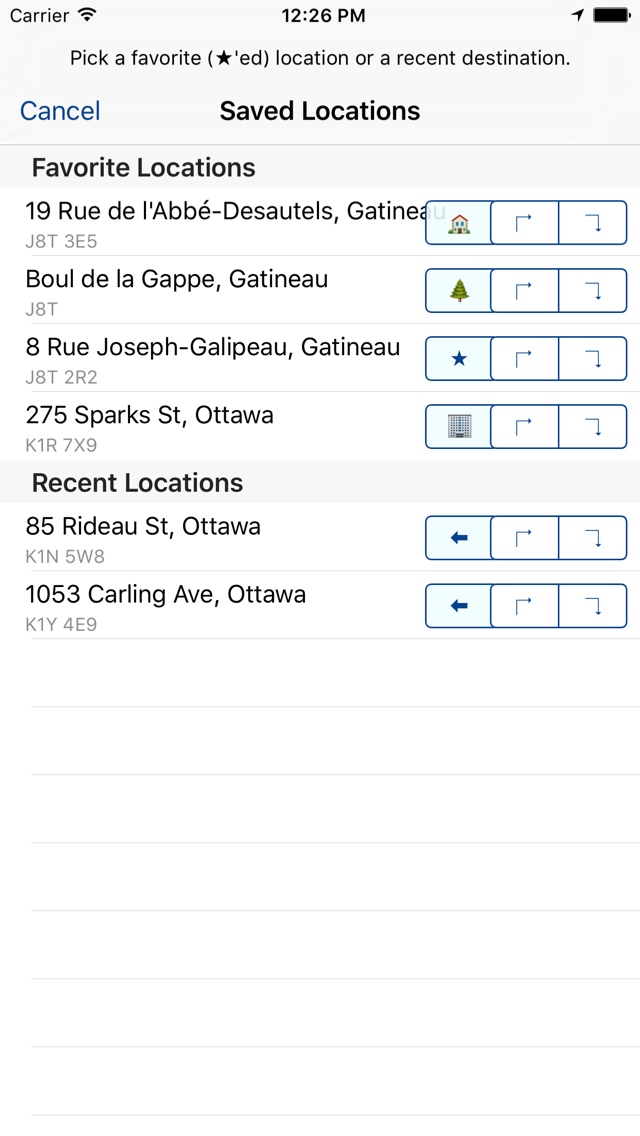 Carrier 12:26 PM
Pick a favorite (★'ed) location or a recent destination.
Cancel Saved Locations
Favorite Locations
19 Rue de l'Abbé-Desautels, Gatineau
J8T 3E5
Boul de la Gappe, Gatineau
J8T
8 Rue Joseph-Galipeau, Gatineau
J8T 2R2
275 Sparks St, Ottawa
K1R 7X9
Recent Locations
85 Rideau St, Ottawa
K1N 5W8
1053 Carling Ave, Ottawa
K1Y 4E9